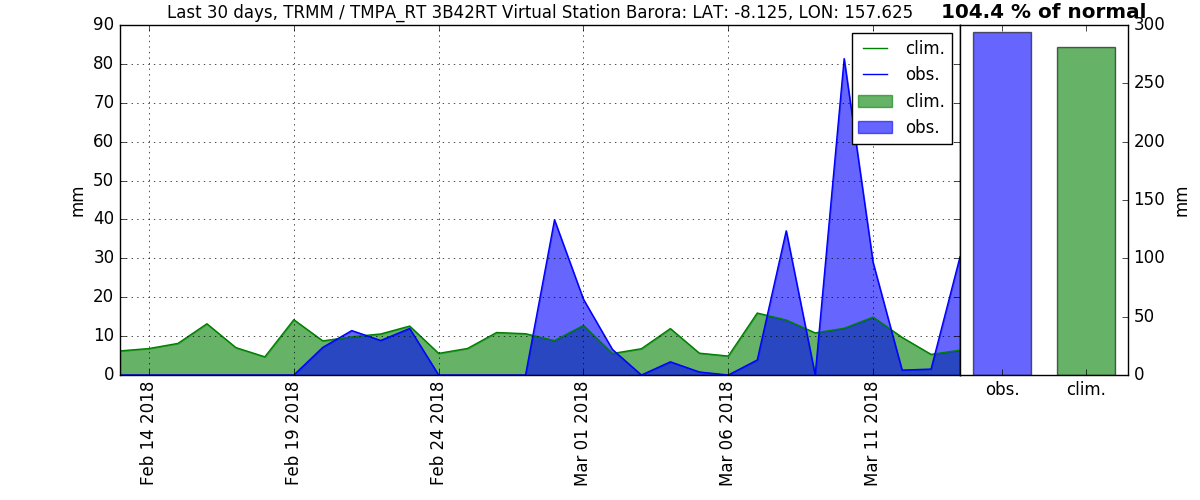 Last 30 days, TRMM / TMPA_RT 3B42RT Virtual Station Barora: LAT: -8.125, LON: 157.625
104.4 % of normal
90
80
70
60
50
40
30
20
10
0
mm
clim.
obs.
clim.
obs.
Feb 14 2018
Feb 19 2018
Feb 24 2018
Mar 01 2018
Mar 06 2018
Mar 11 2018
300
250
200
150
100
50
0
mm
obs. clim.